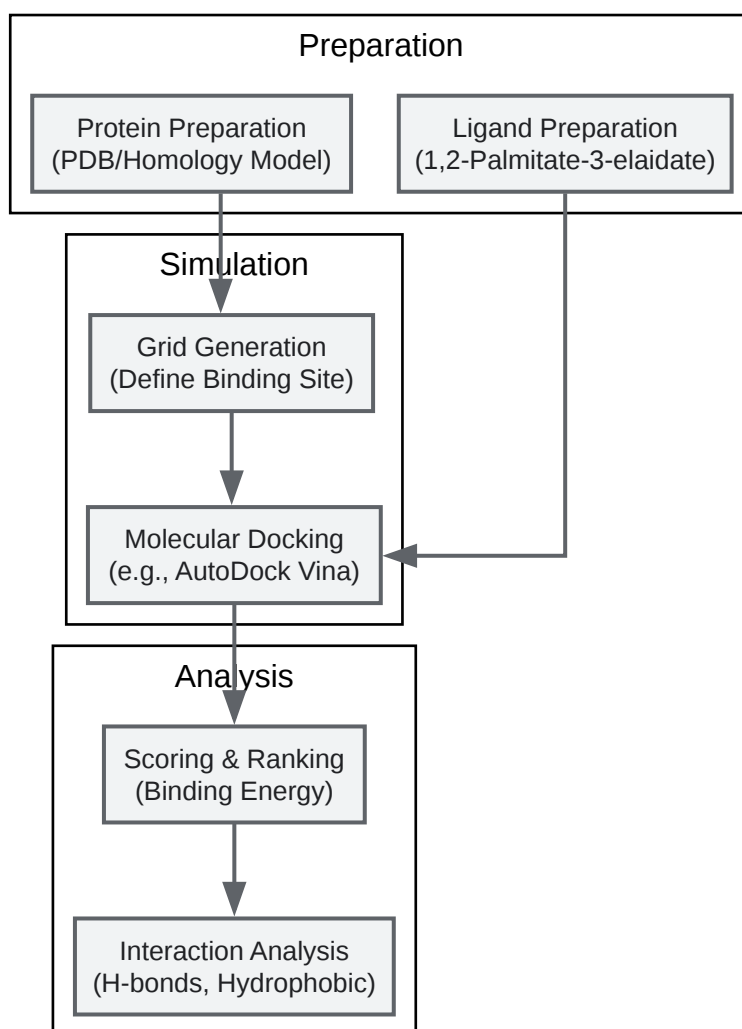 Preparation
Protein Preparation
(PDB/Homology Model)
Ligand Preparation
(1,2-Palmitate-3-elaidate)
Simulation
Grid Generation
(Define Binding Site)
Molecular Docking
(e.g., AutoDock Vina)
Analysis
Scoring & Ranking
(Binding Energy)
Interaction Analysis
(H-bonds, Hydrophobic)